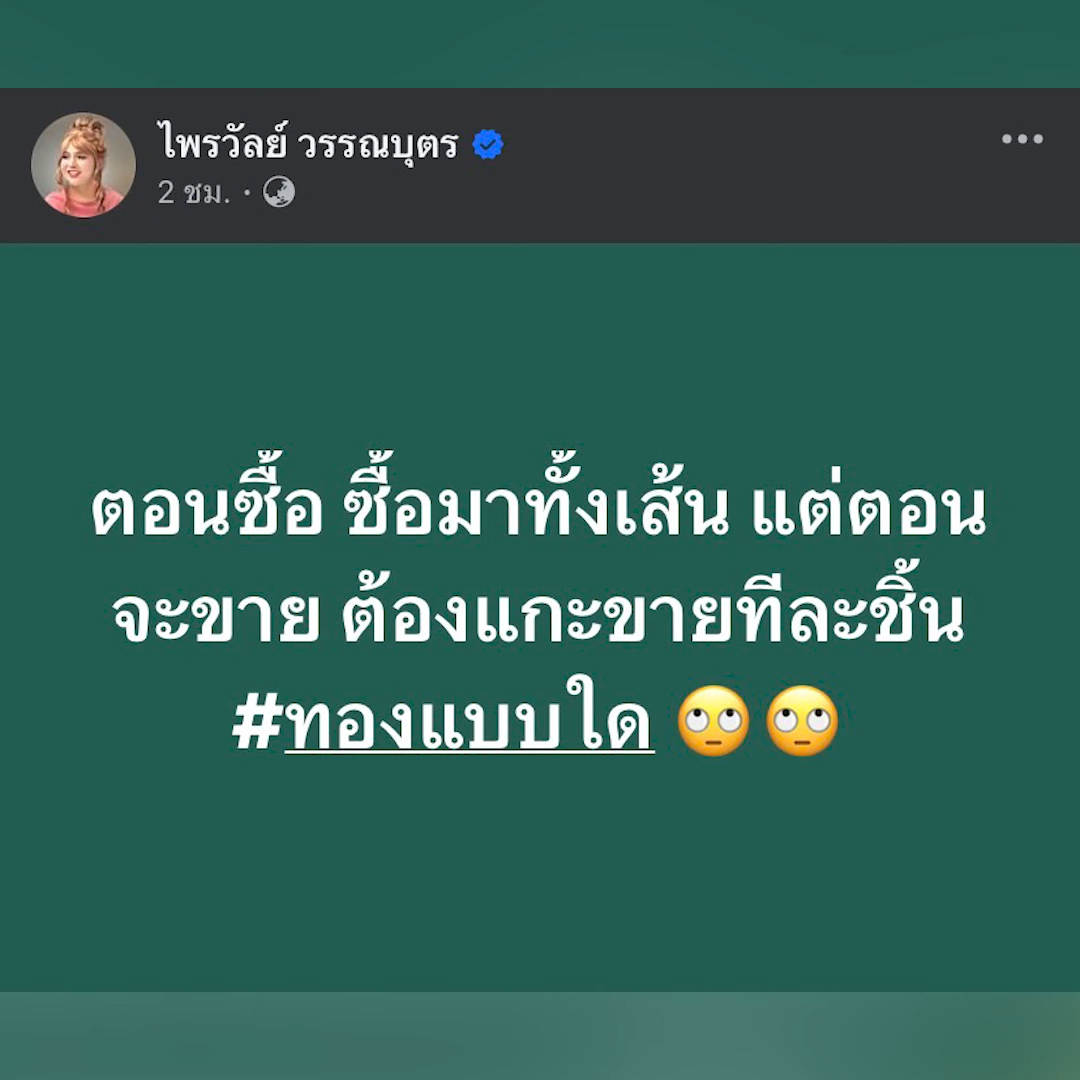 ไพรวัลย์ วรรณบุตร
2 ชม. ·
ตอนซื้อ ซื้อมาทั้งเส้น แต่ตอน
จะขาย ต้องแกะขายทีละชิ้น
#ทองแบบใด 🙄🙄